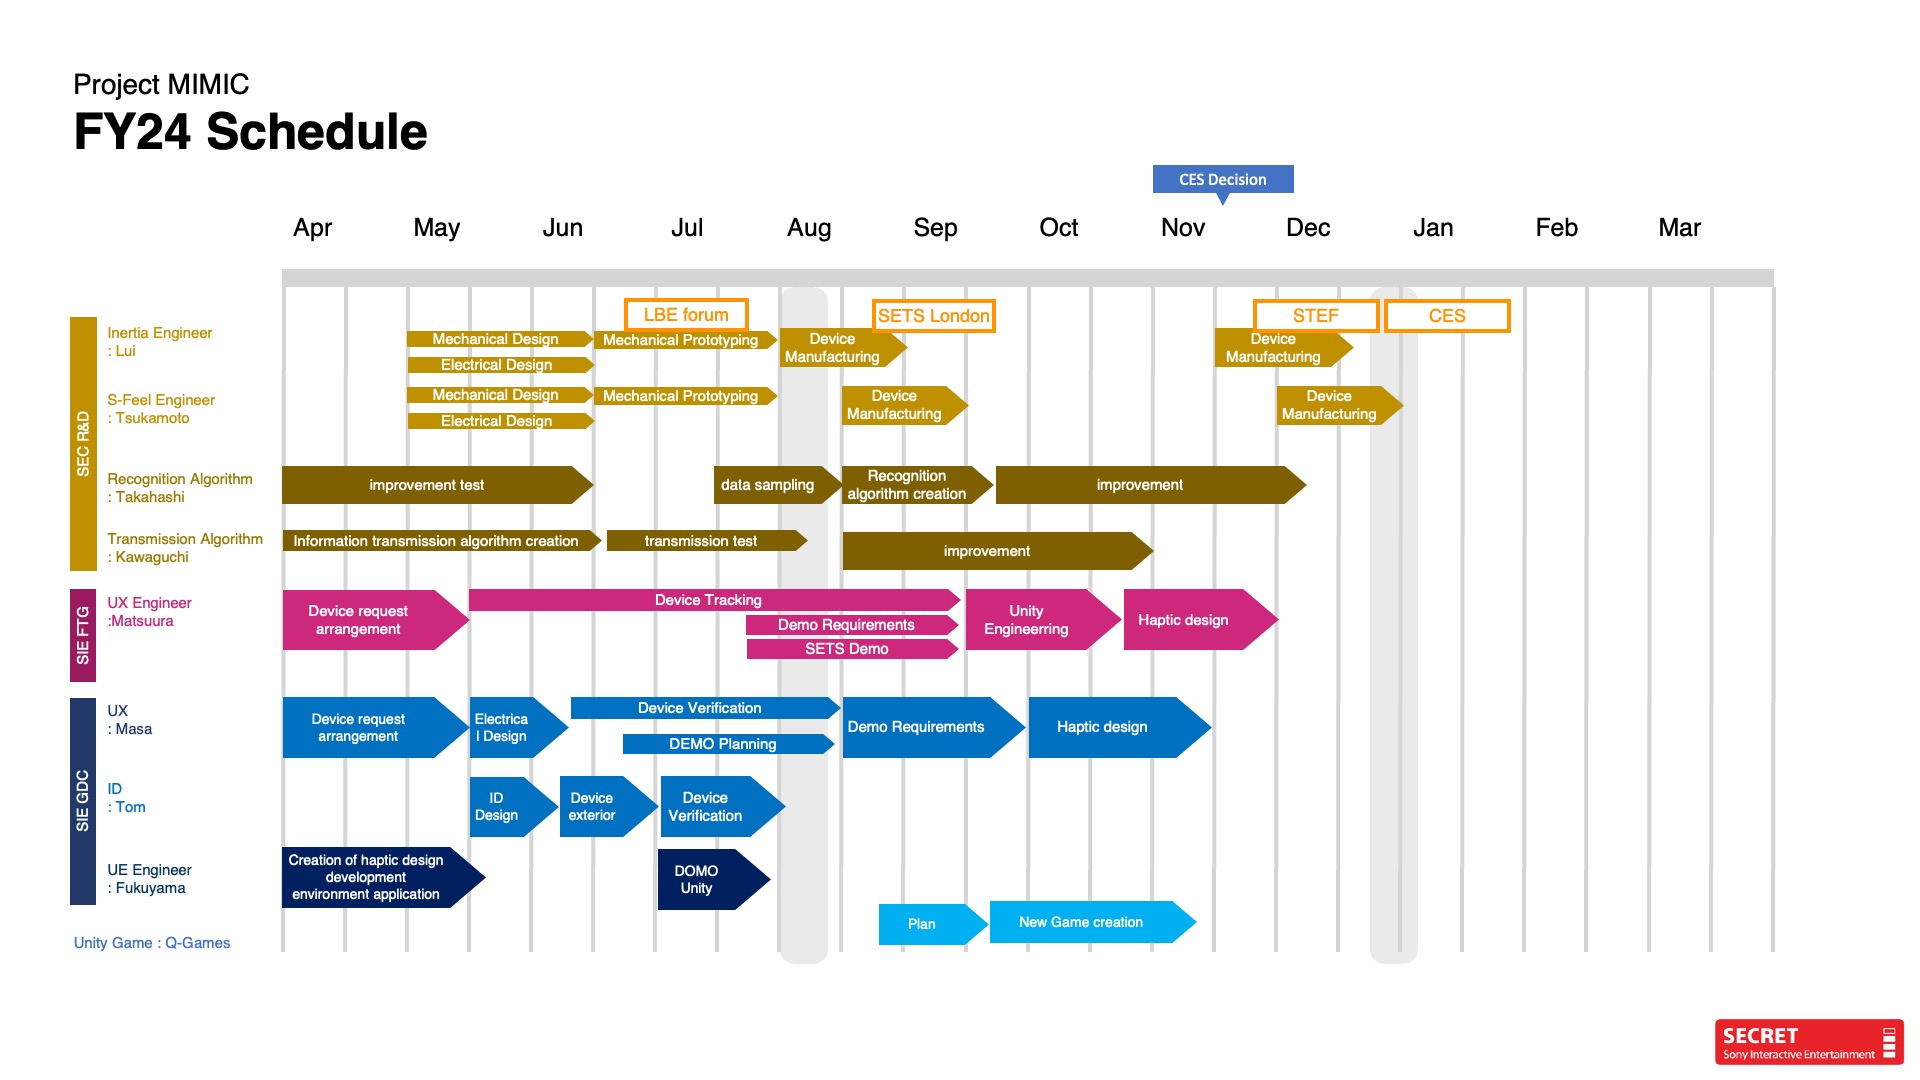 Project MIMIC
FY24 Schedule
CES Decision
Apr May Jun Jul Aug Sep Oct Nov Dec Jan Feb Mar
LBE forum
SETS London
STEF
CES
SEC R&D
Inertia Engineer
: Lui
Mechanical Design
Mechanical Prototyping
Electrical Design
Device
Manufacturing
Device
Manufacturing
S-Feel Engineer
: Tsukamoto
Mechanical Design
Mechanical Prototyping
Electrical Design
Device
Manufacturing
Device
Manufacturing
Recognition Algorithm
: Takahashi
improvement test
data sampling
Recognition
algorithm creation
improvement
Transmission Algorithm
: Kawaguchi
Information transmission algorithm creation
transmission test
improvement
SIE FTG
UX Engineer
:Matsuura
Device request
arrangement
Device Tracking
Demo Requirements
SETS Demo
Unity
Engineerring
Haptic design
SIE GDC
UX
: Masa
Device request
arrangement
Electrica
l Design
Device Verification
DEMO Planning
Demo Requirements
Haptic design
ID
: Tom
ID
Design
Device
exterior
Device
Verification
UE Engineer
: Fukuyama
Creation of haptic design
development
environment application
DOMO
Unity
Unity Game : Q-Games
Plan
New Game creation
SECRET
Sony Interactive Entertainment